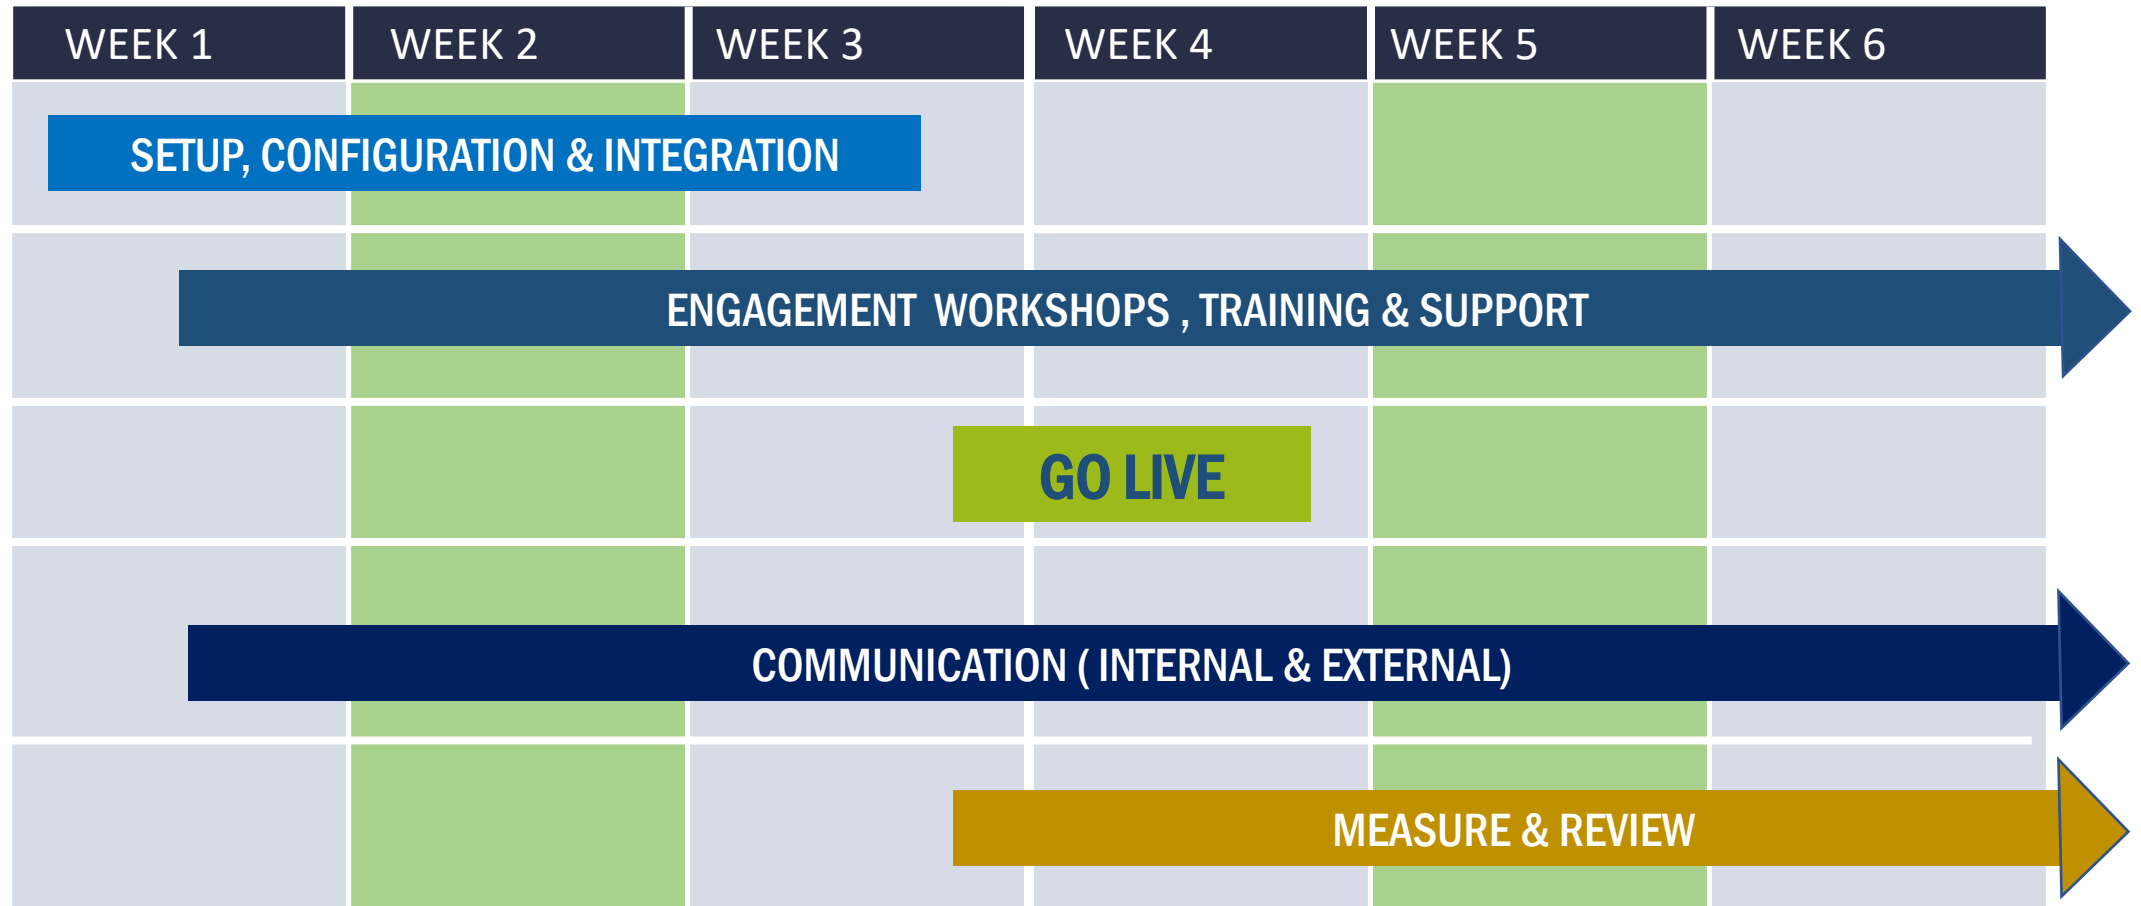 WEEK 1 WEEK 2 WEEK 3 WEEK 4 WEEK 5 WEEK 6
SETUP, CONFIGURATION & INTEGRATION
ENGAGEMENT WORKSHOPS , TRAINING & SUPPORT
GO LIVE
COMMUNICATION ( INTERNAL & EXTERNAL)
MEASURE & REVIEW